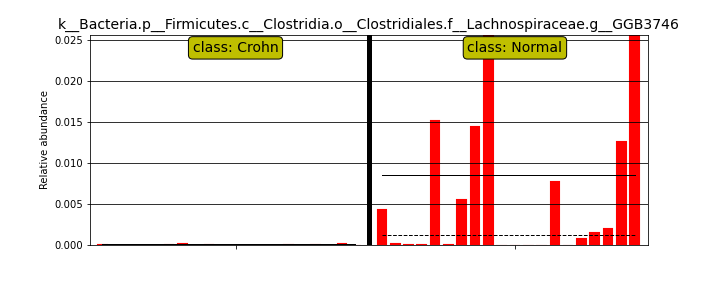 k__Bacteria.p__Firmicutes.c__Clostridia.o__Clostridiales.f__Lachnospiraceae.g__GGB3746
class: Crohn
class: Normal
0.025
0.020
0.015
0.010
0.005
0.000
Relative abundance